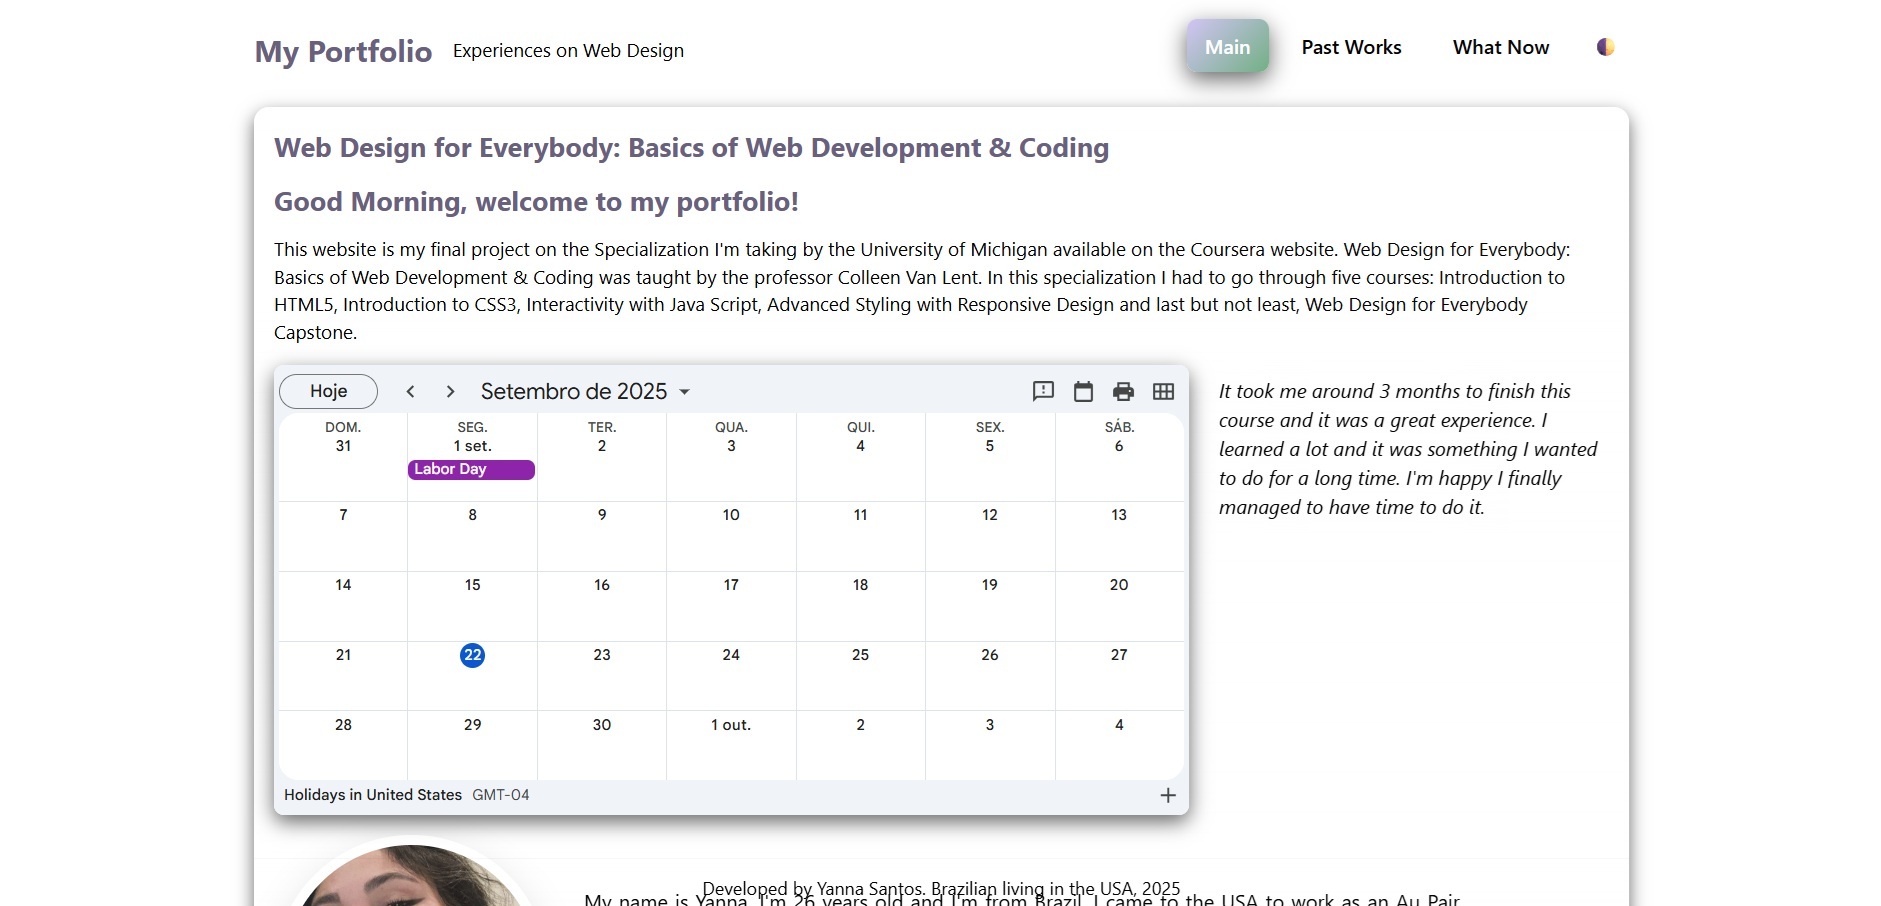 My Portfolio
Experiences on Web Design
Main
Past Works
What Now
Web Design for Everybody: Basics of Web Development & Coding
Good Morning, welcome to my portfolio!
This website is my final project on the Specialization I'm taking by the University of Michigan available on the Coursera website. Web Design for Everybody:
Basics of Web Development & Coding was taught by the professor Colleen Van Lent. In this specialization I had to go through five courses: Introduction to
HTML5, Introduction to CSS3, Interactivity with Java Script, Advanced Styling with Responsive Design and last but not least, Web Design for Everybody
Capstone.
Hoje
Setembro de 2025
DOM. SEG. TER. QUA. QUI. SEX. SÁB.
31 1 set. 2 3 4 5 6
Labor Day
7 8 9 10 11 12 13
14 15 16 17 18 19 20
21 22 23 24 25 26 27
28 29 30 1 out. 2 3 4
Holidays in United States GMT-04
It took me around 3 months to finish this
course and it was a great experience. I
learned a lot and it was something I wanted
to do for a long time. I'm happy I finally
managed to have time to do it.
Developed by Yanna Santos. Brazilian living in the USA, 2025
My name is Yanna, I'm 26 years old and I'm from Brazil. I came to the USA to work as an Au Pair